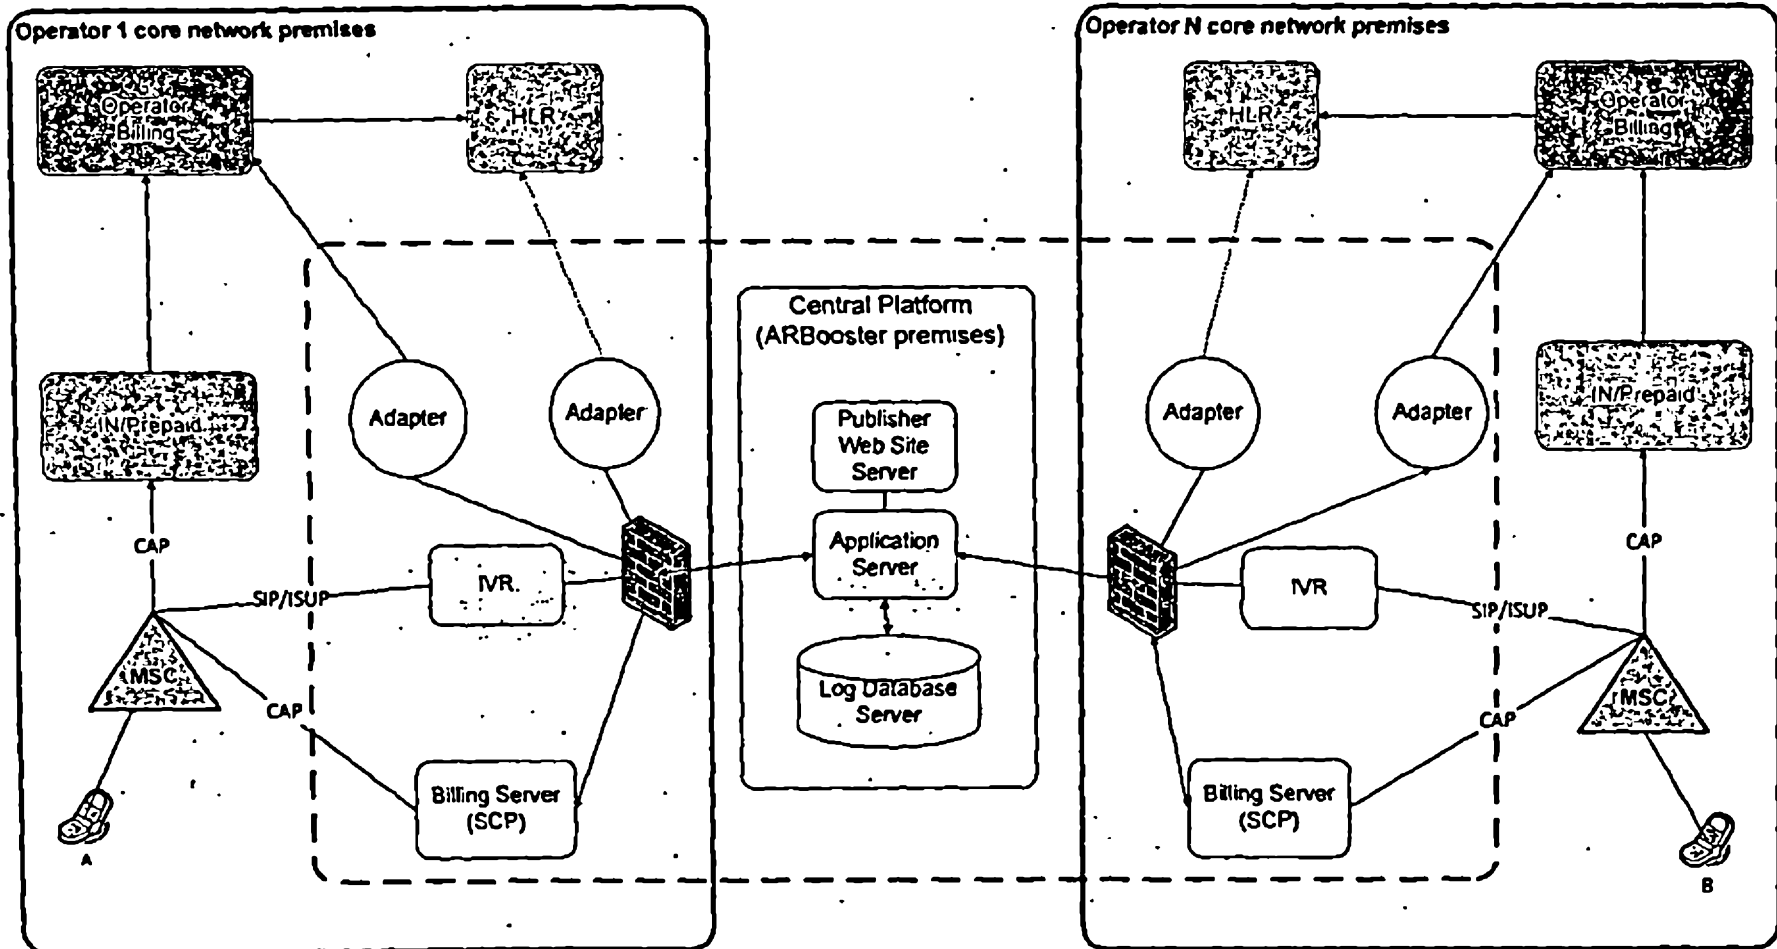 Operator 1 core network premises
Operator N core network premises
Operator
Billing
HLR
HLR
Operator
Billing
Central Platform
(ARBooster premises)
IN/Prepaid
Adapter
Adapter
Publisher
Web Site
Server
Adapter
Adapter
IN/Prepaid
CAP
Application
Server
CAP
SIP/ISUP
IVR
IVR
SIP/ISUP
MSC
CAP
Log Database
Server
MSC
CAP
Billing Server
(SCP)
Billing Server
(SCP)
A
B